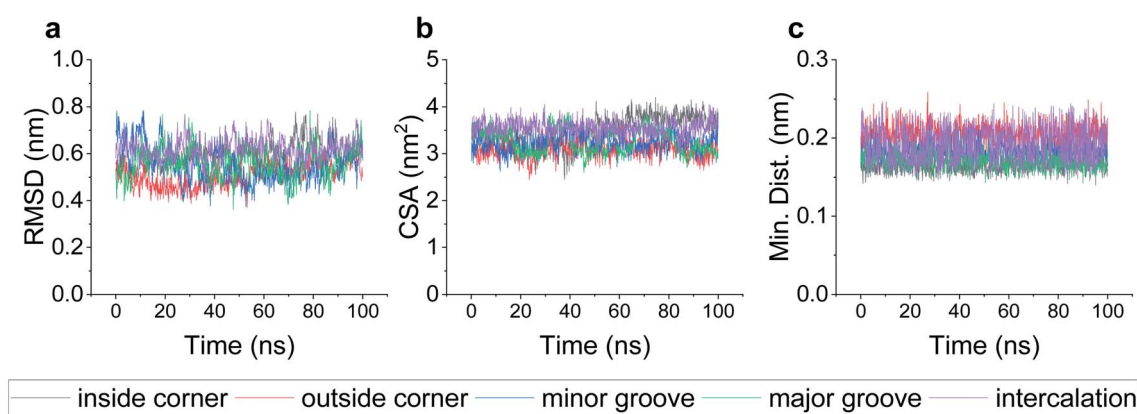 a
RMSD (nm)
1.0
0.8
0.6
0.4
0.2
0.0
0 20 40 60 80 100
Time (ns)
b
CSA (nm²)
5
4
3
2
1
0
0 20 40 60 80 100
Time (ns)
c
Min. Dist. (nm)
0.3
0.2
0.1
0.0
0 20 40 60 80 100
Time (ns)
inside corner outside corner minor groove major groove intercalation